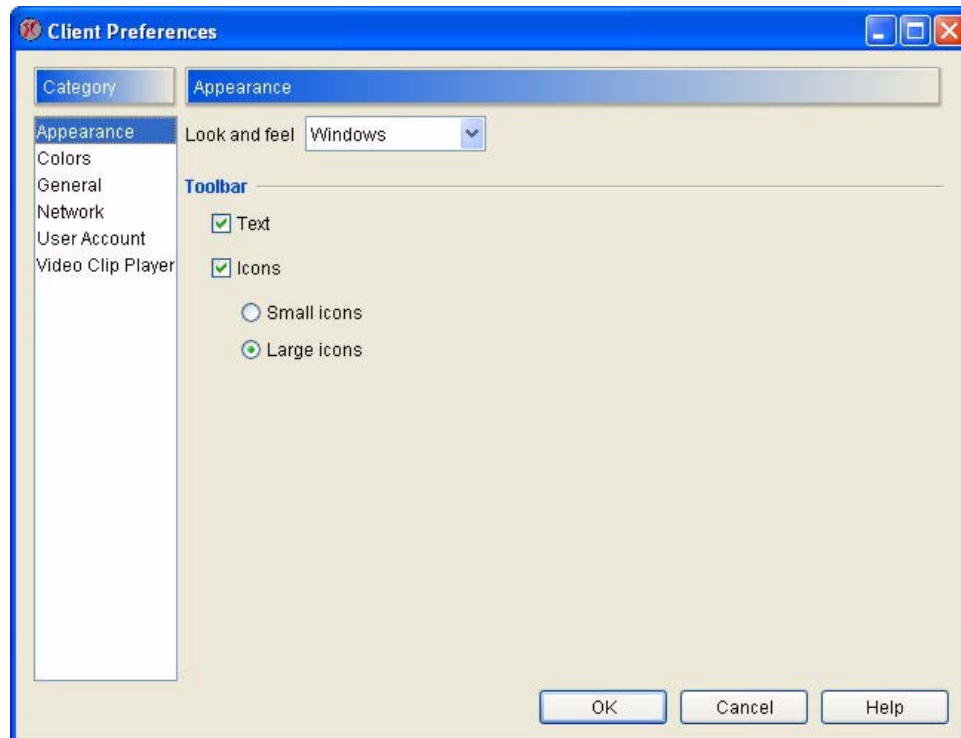 Client Preferences
Category
Appearance
Appearance
Colors
General
Network
User Account
Video Clip Player
Look and feel Windows
Toolbar
Text
Icons
Small icons
Large icons
OK Cancel Help